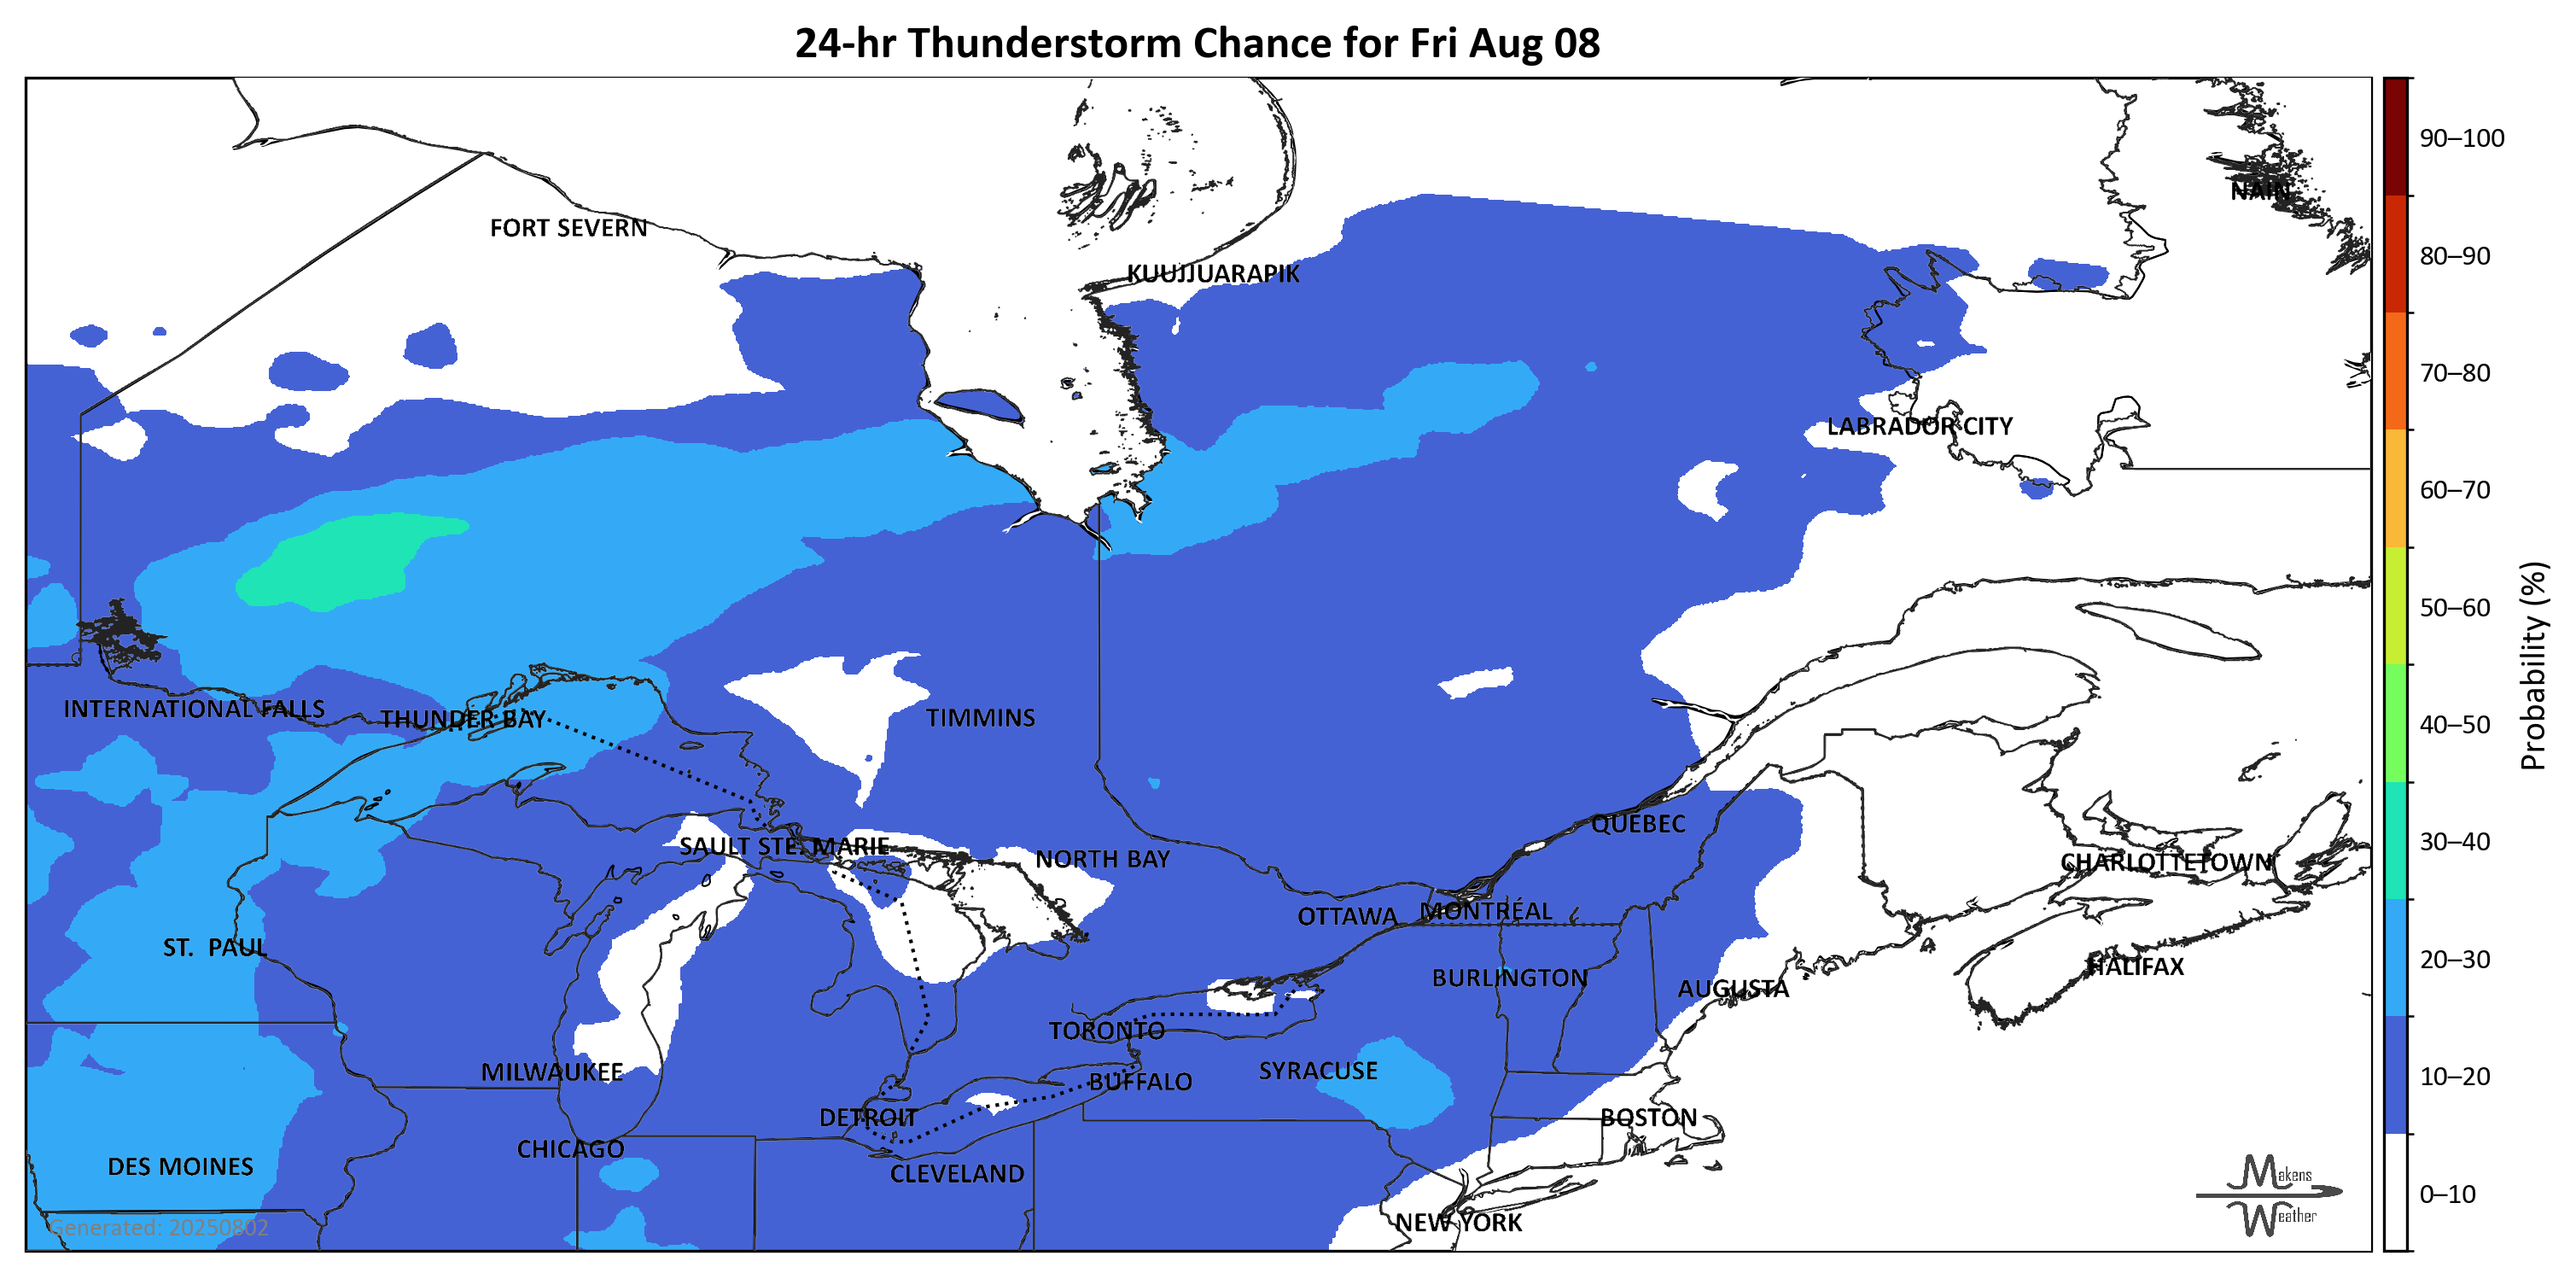 24-hr Thunderstorm Chance for Fri Aug 08
90–100
NAIN
FORT SEVERN
80–90
KUUJJUARAPIK
70–80
LABRADOR CITY
60–70
50–60
Probability (%)
INTERNATIONAL FALLS
THUNDER BAY
TIMMINS
40–50
QUEBEC
SAULT STE. MARIE
NORTH BAY
30–40
CHARLOTTETOWN
OTTAWA
MONTRÉAL
ST. PAUL
20–30
HALIFAX
BURLINGTON
AUGUSTA
TORONTO
MILWAUKEE
SYRACUSE
BUFFALO
10–20
DETROIT
BOSTON
CHICAGO
DES MOINES
CLEVELAND
Makens
Weather
0–10
NEW YORK
Generated: 20250802